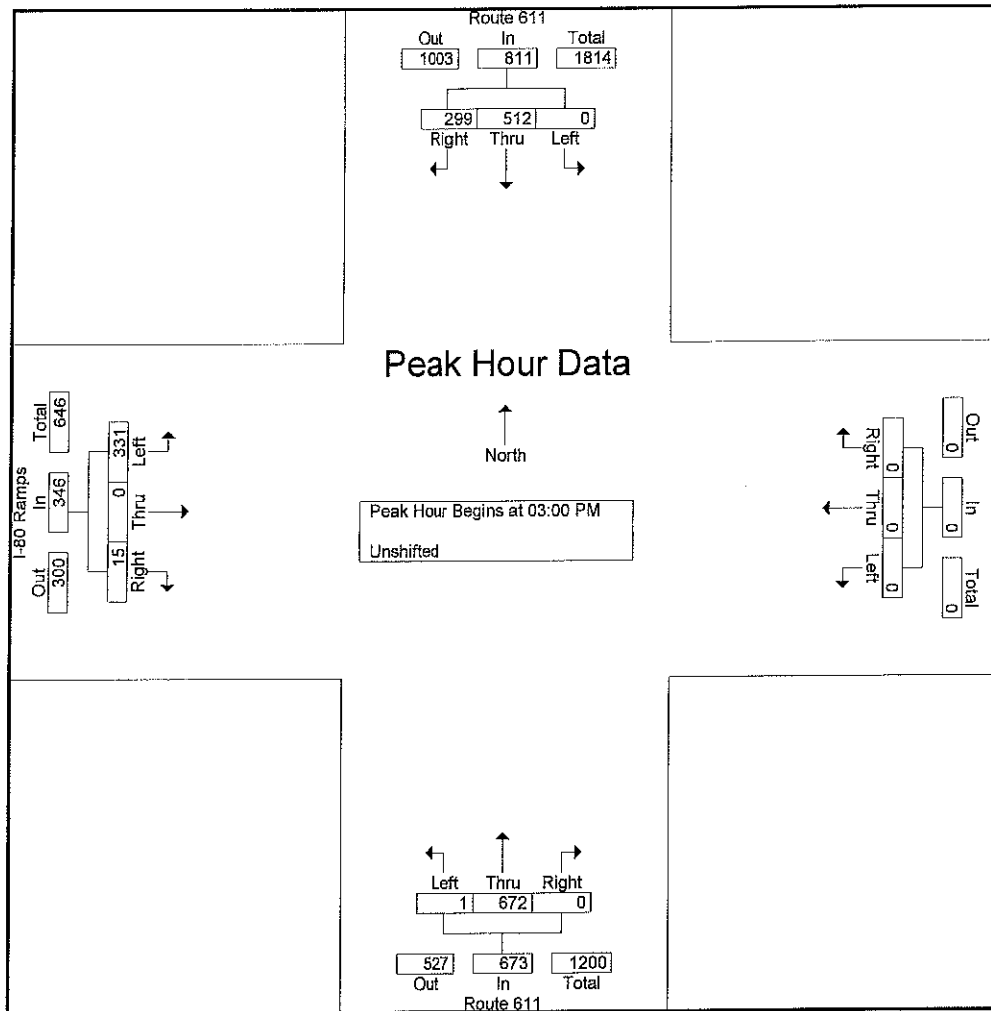 Route 611
Out In Total
1003 811 1814
299 512 0
Right Thru Left
Peak Hour Data
North
Peak Hour Begins at 03:00 PM
Unshifted
I-80 Ramps
Out In Total
300 346 646
15 0 331
Right Thru Left
Out In Total
0 0 0
0 0 0
Right Thru Left
Left Thru Right
1 672 0
527 673 1200
Out In Total
Route 611